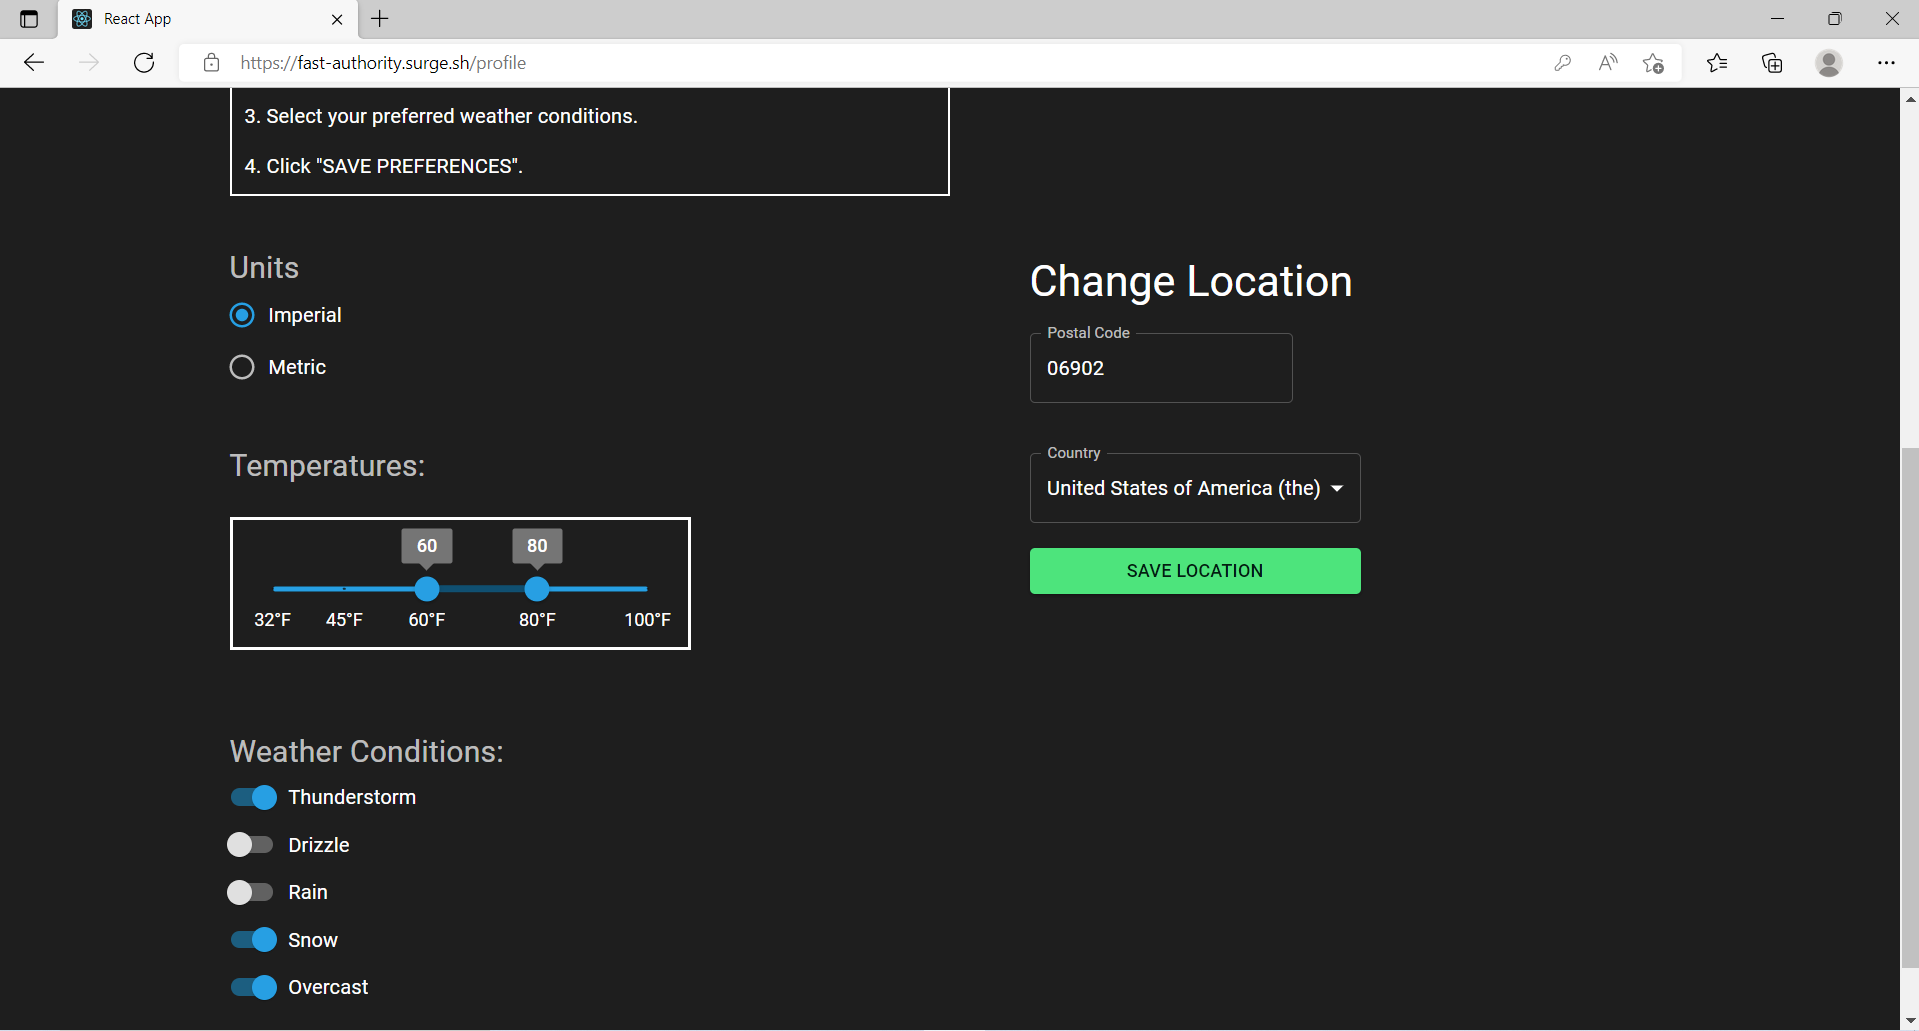 React App
https://fast-authority.surge.sh/profile
3. Select your preferred weather conditions.
4. Click "SAVE PREFERENCES".
Units
Imperial
Metric
Temperatures:
60 80
32°F 45°F 60°F 80°F 100°F
Weather Conditions:
Thunderstorm
Drizzle
Rain
Snow
Overcast
Change Location
Postal Code
06902
Country
United States of America (the)
SAVE LOCATION